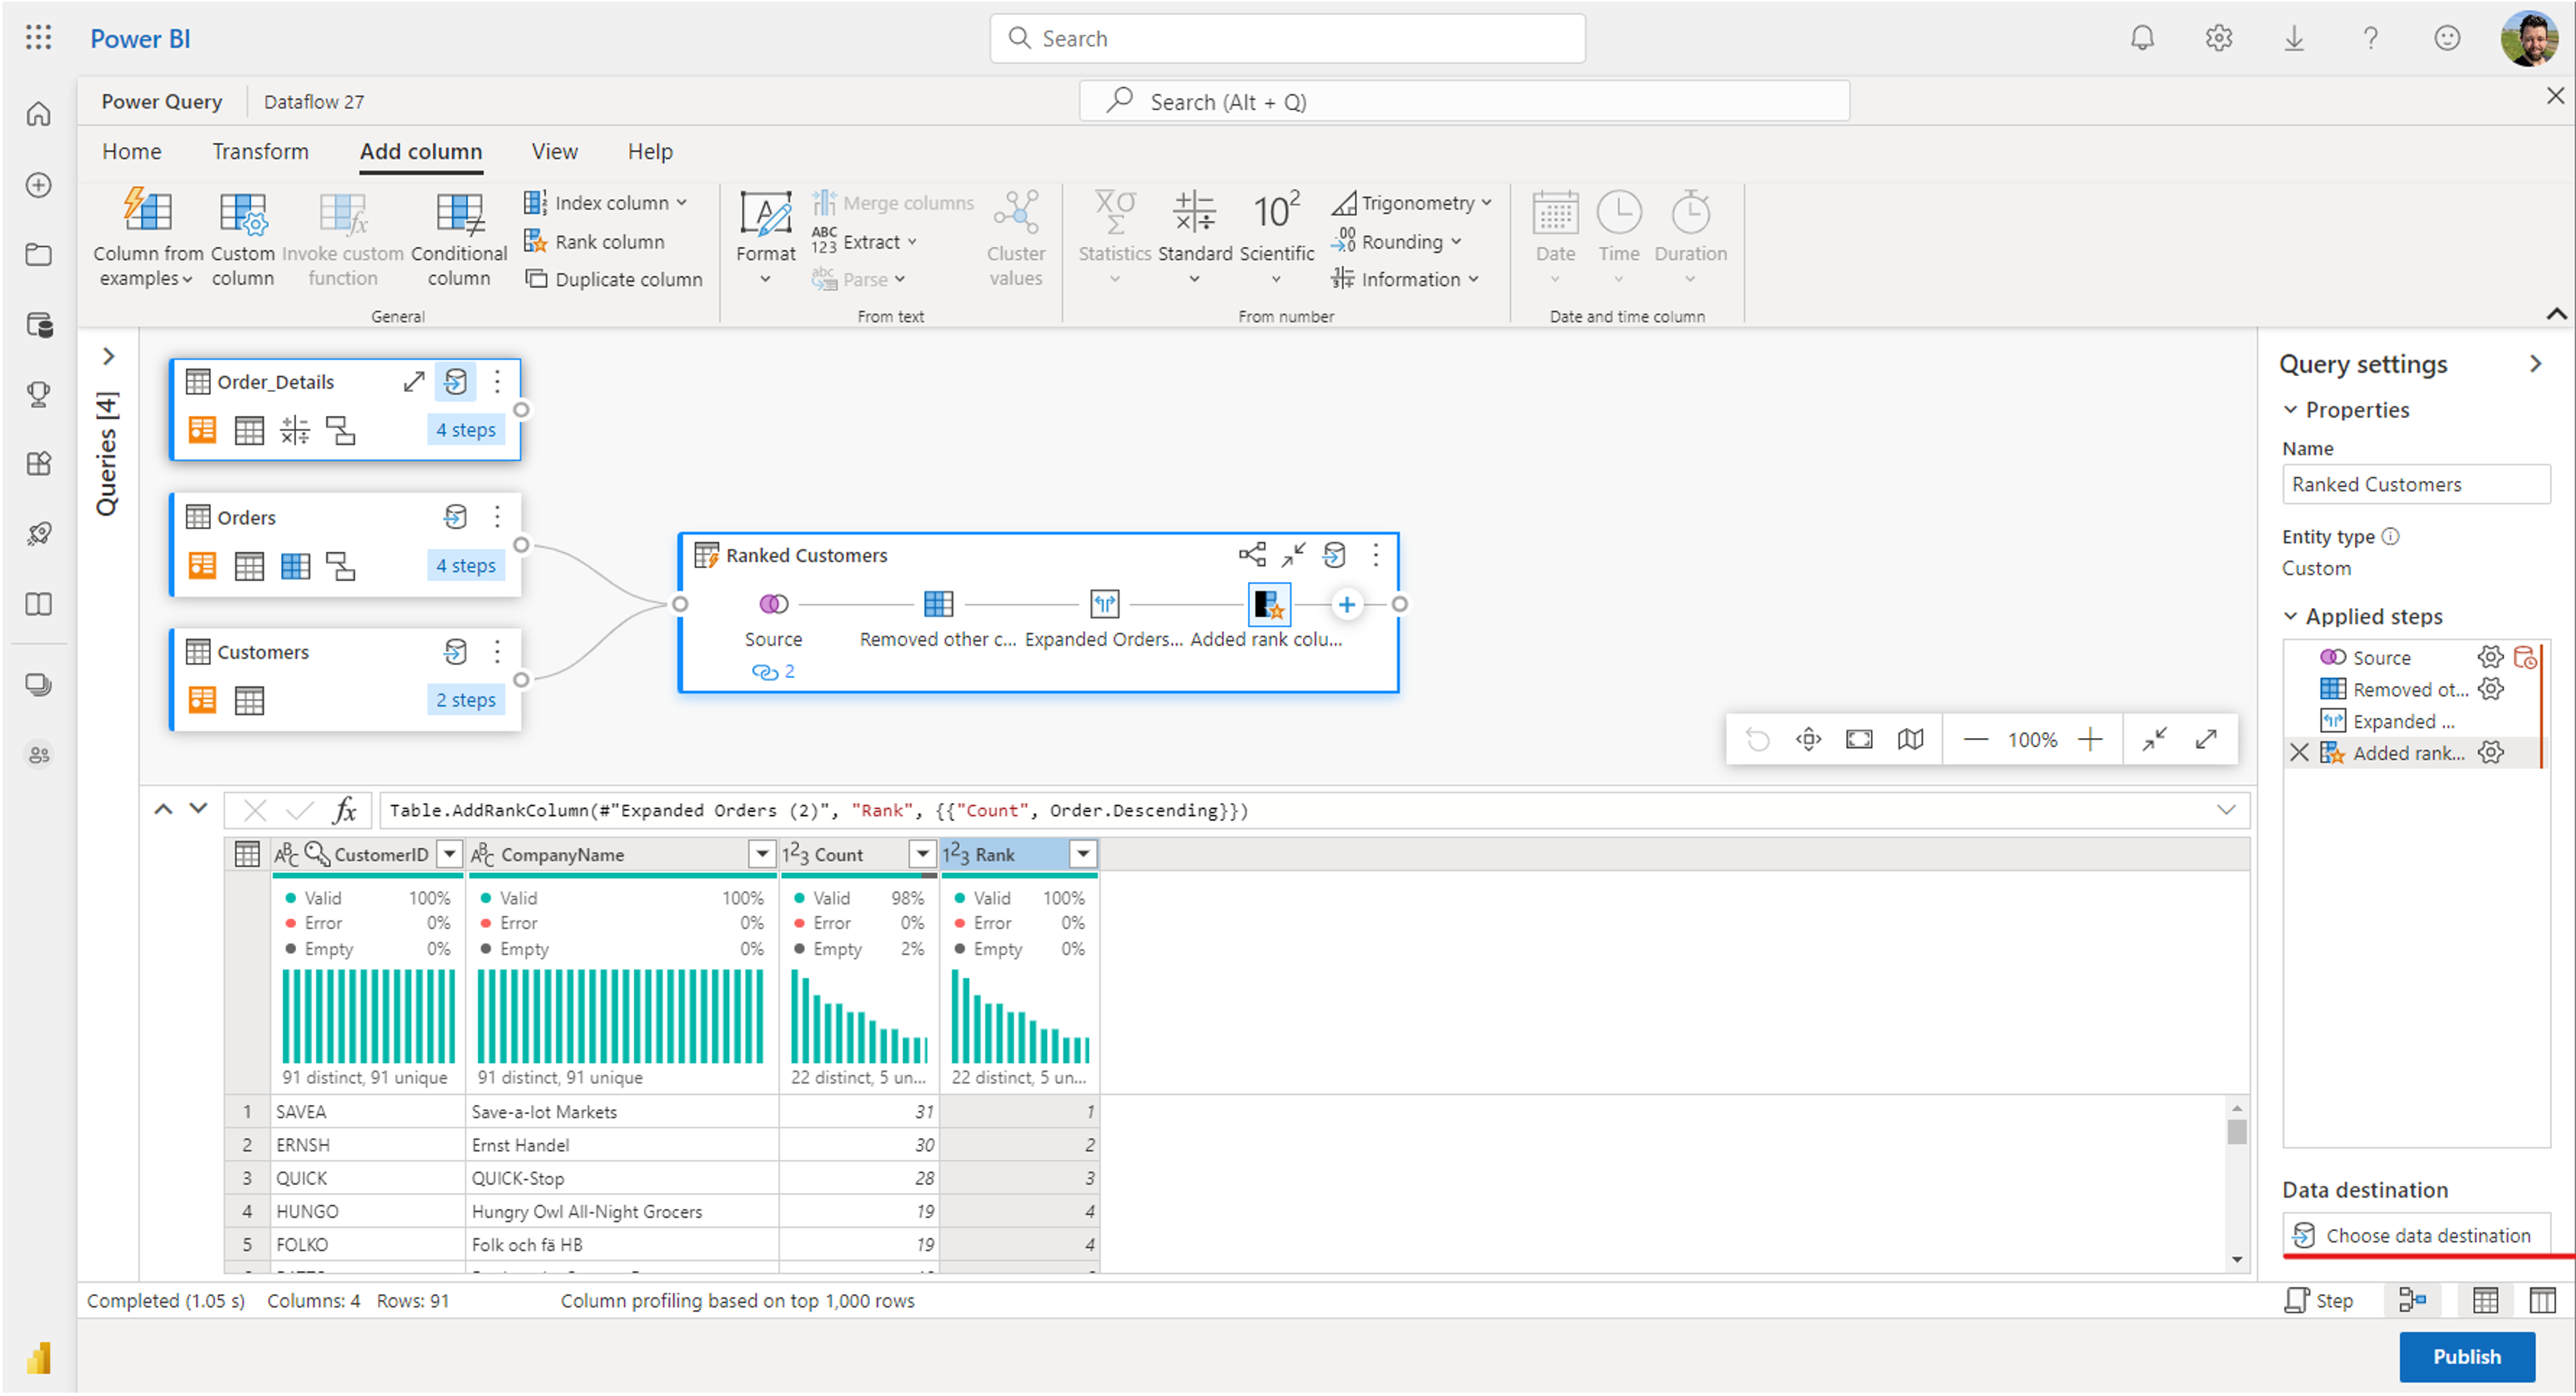 Power BI
Search
Power Query Dataflow 27
Search (Alt + Q)
Home Transform Add column View Help
Column from examples
Custom column
Invoke custom function
Conditional column
Index column
Rank column
Duplicate column
General
Format
Merge columns
ABC 123 Extract
abc Parse
Cluster values
From text
Statistics
Standard
10² Scientific
Trigonometry
.00 Rounding
Information
From number
Date
Time
Duration
Date and time column
Queries [4]
Order_Details
4 steps
Orders
4 steps
Customers
2 steps
Ranked Customers
Source
Removed other c...
Expanded Orders...
Added rank colu...
2
100%
Query settings
Properties
Name
Ranked Customers
Entity type
Custom
Applied steps
Source
Removed ot...
Expanded ...
Added rank...
Data destination
Choose data destination
fx Table.AddRankColumn(#"Expanded Orders (2)", "Rank", {{"Count", Order.Descending}})
ABC CustomerID ABC CompanyName 123 Count 123 Rank
Valid 100% Valid 100% Valid 98% Valid 100%
Error 0% Error 0% Error 0% Error 0%
Empty 0% Empty 0% Empty 2% Empty 0%
91 distinct, 91 unique 91 distinct, 91 unique 22 distinct, 5 un... 22 distinct, 5 un...
1 SAVEA Save-a-lot Markets 31 1
2 ERNSH Ernst Handel 30 2
3 QUICK QUICK-Stop 28 3
4 HUNGO Hungry Owl All-Night Grocers 19 4
5 FOLKO Folk och fä HB 19 4
Completed (1.05 s) Columns: 4 Rows: 91 Column profiling based on top 1,000 rows Step
Publish